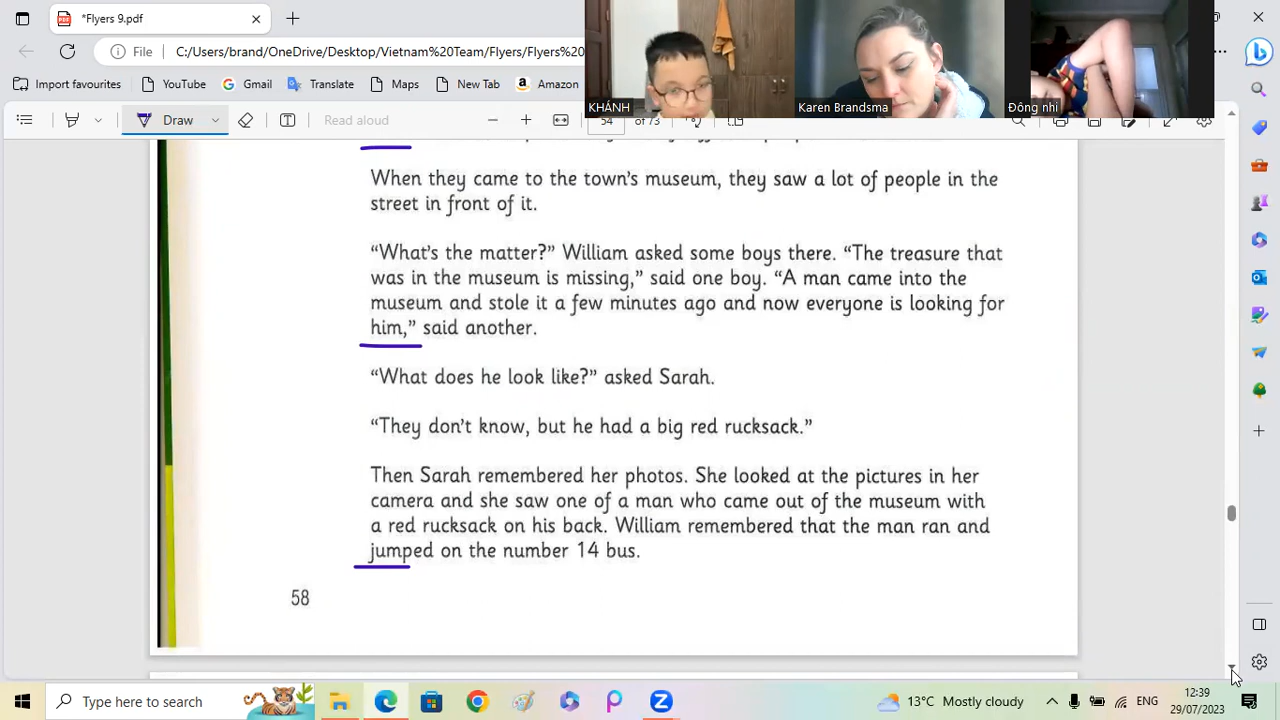 *Flyers 9.pdf
File
C:/Users/brand/OneDrive/Desktop/Vietnam%20Team/Flyers/Flyers%20
Import favourites
YouTube
Gmail
Translate
Maps
New Tab
Amazon
KHÁNH
Karen Brandsma
Đông nhi
Draw
Read aloud
54
of 73
When they came to the town's museum, they saw a lot of people in the
street in front of it.
“What's the matter?” William asked some boys there. “The treasure that
was in the museum is missing,” said one boy. “A man came into the
museum and stole it a few minutes ago and now everyone is looking for
him,” said another.
“What does he look like?” asked Sarah.
“They don't know, but he had a big red rucksack.”
Then Sarah remembered her photos. She looked at the pictures in her
camera and she saw one of a man who came out of the museum with
a red rucksack on his back. William remembered that the man ran and
jumped on the number 14 bus.
58
Type here to search
13°C Mostly cloudy
ENG
12:39
29/07/2023